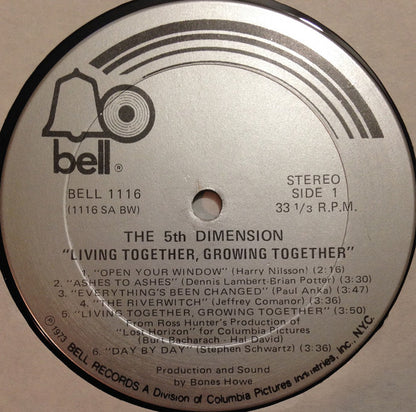 bell®
BELL 1116
(1116 SA BW)
STEREO
SIDE 1
33 1/3 R.P.M.
THE 5th DIMENSION
"LIVING TOGETHER, GROWING TOGETHER"
1. "OPEN YOUR WINDOW" (Harry Nilsson) (2:16)
2. "ASHES TO ASHES" (Dennis Lambert-Brian Potter) (3:30)
3. "EVERYTHING'S BEEN CHANGED" (Paul Anka) (3:37)
4. "THE RIVERWITCH" (Jeffrey Comanor) (3:36)
6. "LIVING TOGETHER, GROWING TOGETHER" (3:50)
From Ross Hunter's Production of
"Lost Horizon" for Columbia Pictures
(Burt Bacharach - Hal David)
6. "DAY BY DAY" (Stephen Schwartz) (3:36)
Production and Sound
by Bones Howe
℗1973 BELL RECORDS A Division of Columbia Pictures Industries, Inc., N.Y.C.